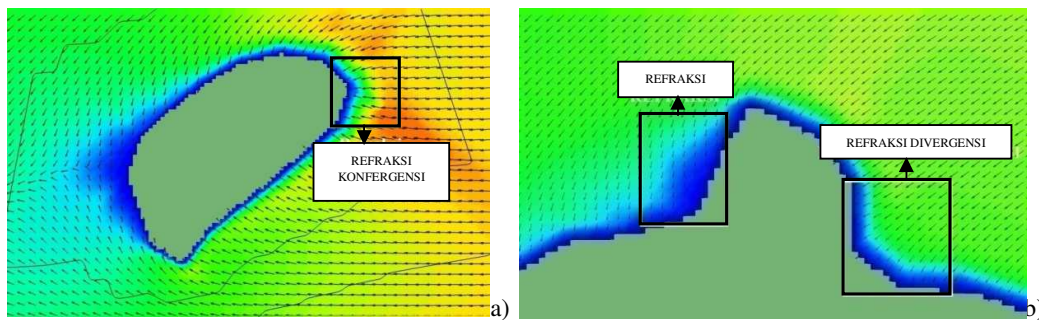 REFRAKSI
KONFERGENSI
a)
REFRAKSI
REFRAKSI DIVERGENSI
b)